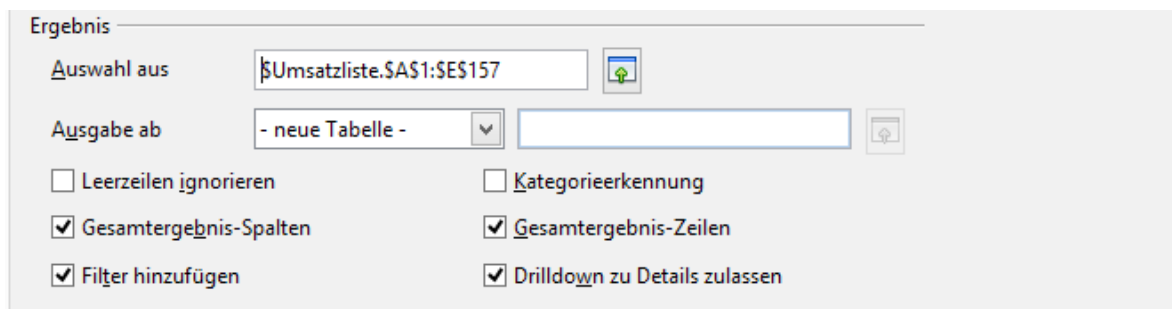 Ergebnis
Auswahl aus $Umsatzliste.$A$1:$E$157
Ausgabe ab - neue Tabelle -
Leerzeilen ignorieren Kategorieerkennung
Gesamtergebnis-Spalten Gesamtergebnis-Zeilen
Filter hinzufügen Drilldown zu Details zulassen